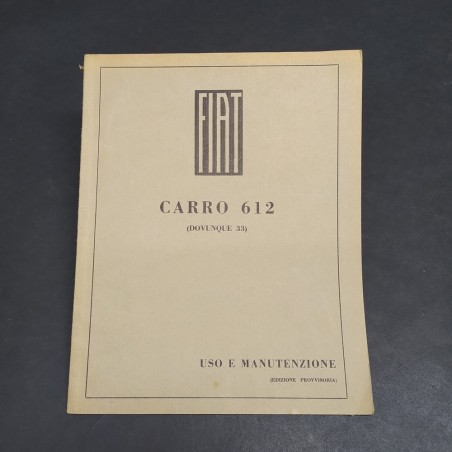 FIAT
CARRO 612
(DOVUNQUE 33)
USO E MANUTENZIONE
(EDIZIONE PROVVISORIA)